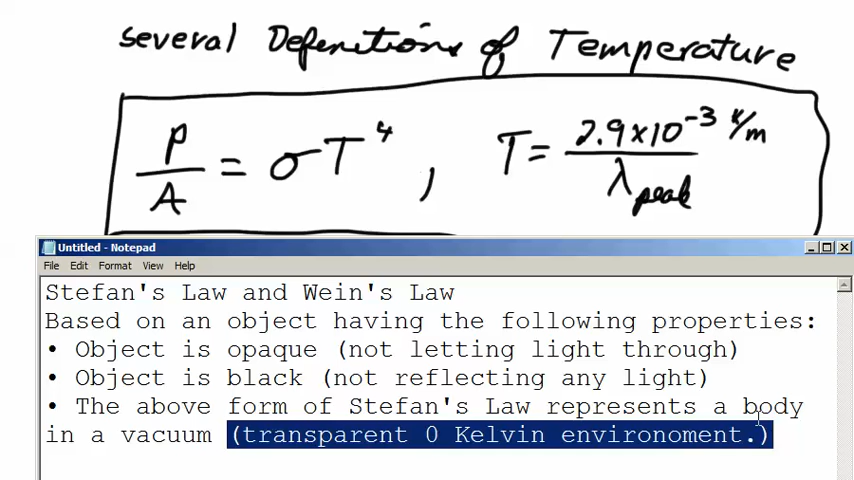 several Defenitions of Temperature
P/A = σT⁴ , T = 2.9x10⁻³ K/m / λpeak
Untitled - Notepad
File Edit Format View Help
Stefan's Law and Wein's Law
Based on an object having the following properties:
• Object is opaque (not letting light through)
• Object is black (not reflecting any light)
• The above form of Stefan's Law represents a body
in a vacuum (transparent 0 Kelvin environoment.)